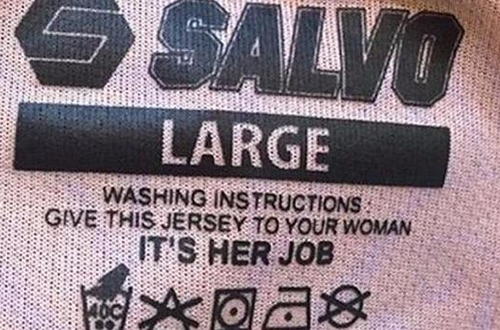 SALVO
LARGE
WASHING INSTRUCTIONS:
GIVE THIS JERSEY TO YOUR WOMAN
IT'S HER JOB
40C